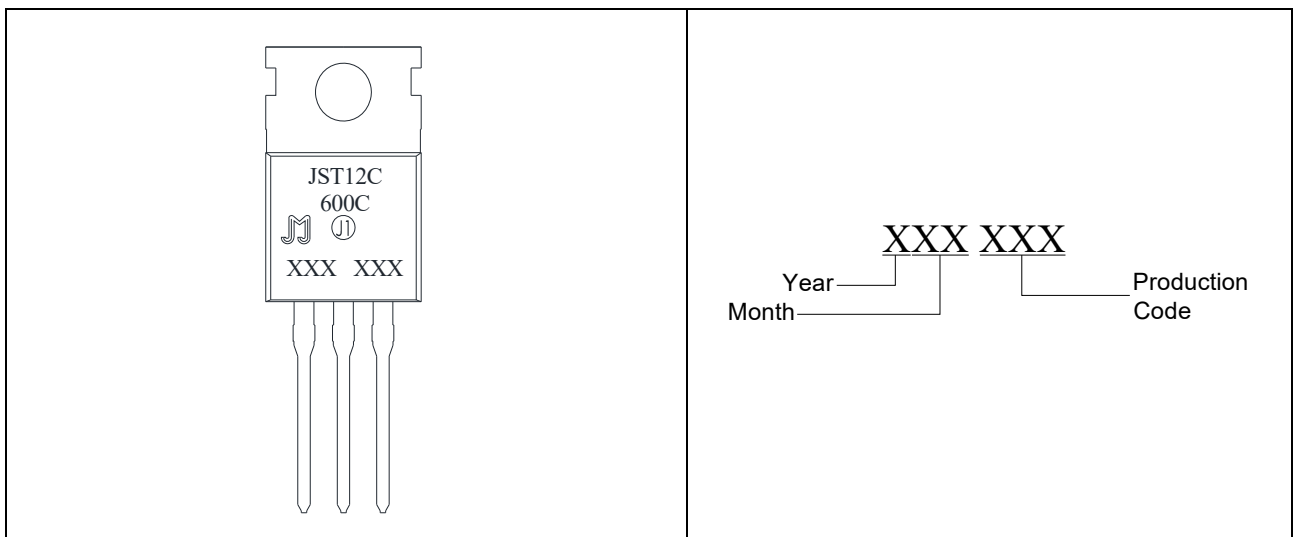 JST12C
600C
JJ J1
XXX XXX
XXX XXX
Year
Month
Production
Code